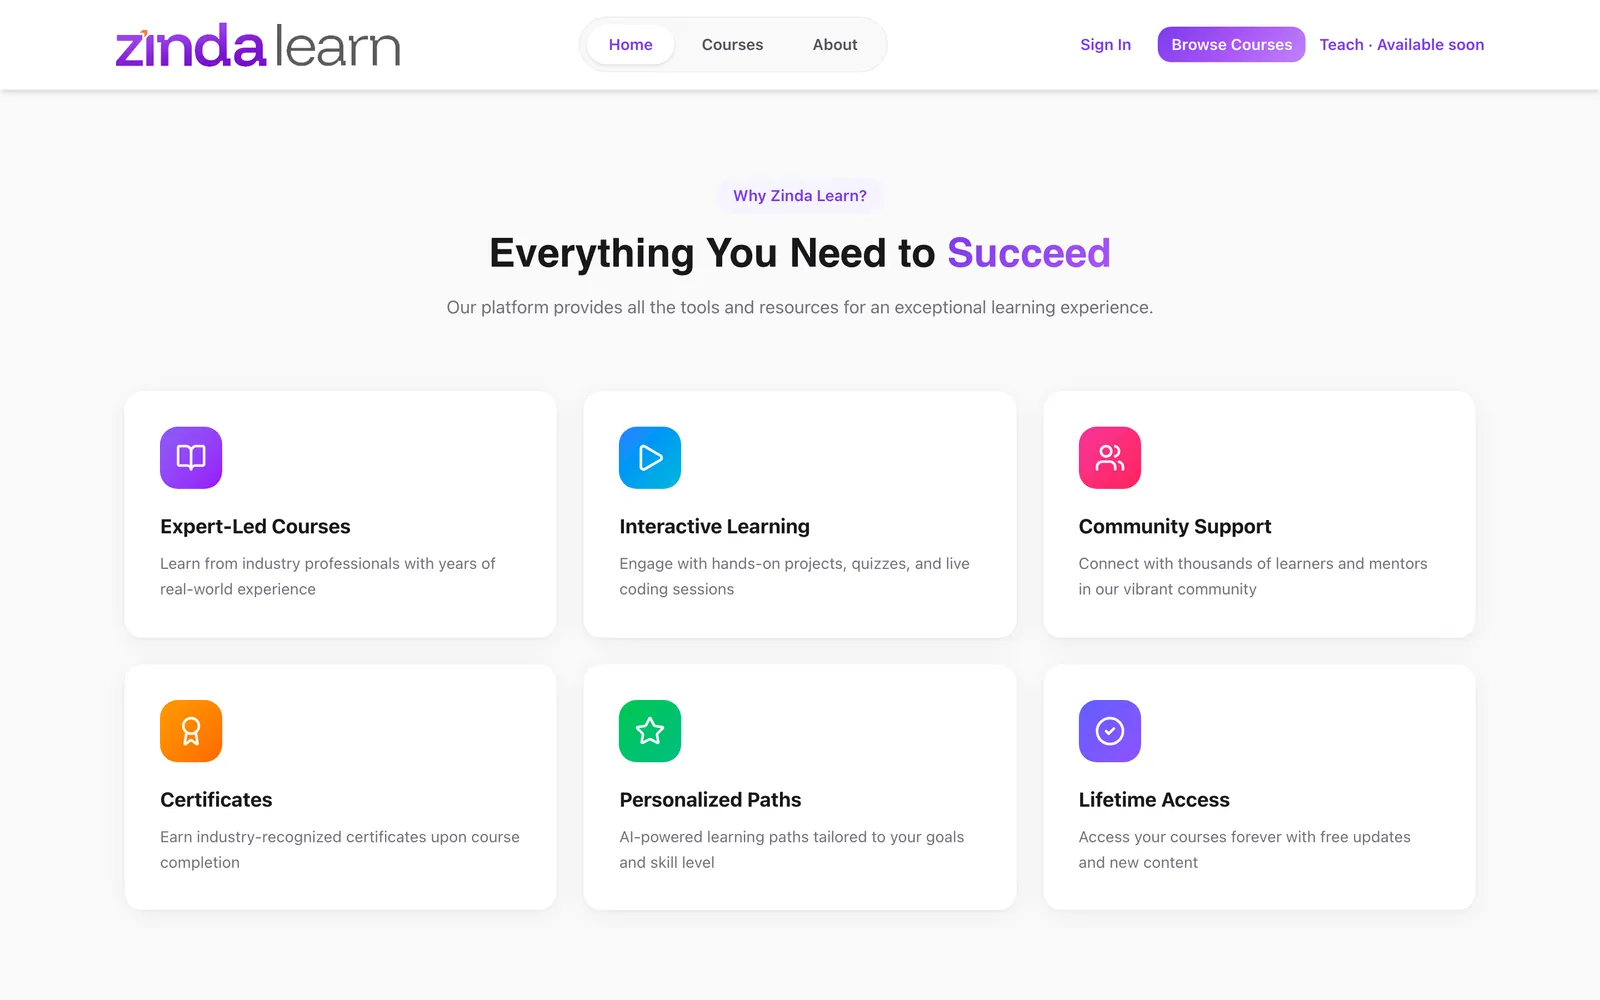 zinda learn
Home
Courses
About
Sign In
Browse Courses
Teach · Available soon
Why Zinda Learn?
Everything You Need to Succeed
Our platform provides all the tools and resources for an exceptional learning experience.
Expert-Led Courses
Learn from industry professionals with years of
real-world experience
Interactive Learning
Engage with hands-on projects, quizzes, and live
coding sessions
Community Support
Connect with thousands of learners and mentors
in our vibrant community
Certificates
Earn industry-recognized certificates upon course
completion
Personalized Paths
AI-powered learning paths tailored to your goals
and skill level
Lifetime Access
Access your courses forever with free updates
and new content